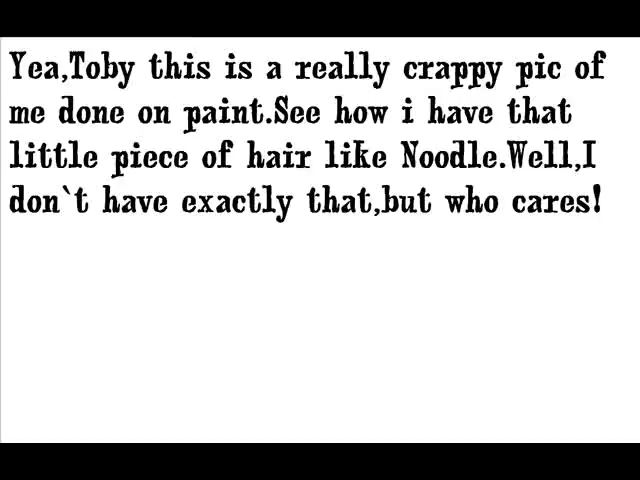 Yea,Toby this is a really crappy pic of
me done on paint.See how i have that
little piece of hair like Noodle.Well,I
don`t have exactly that,but who cares!